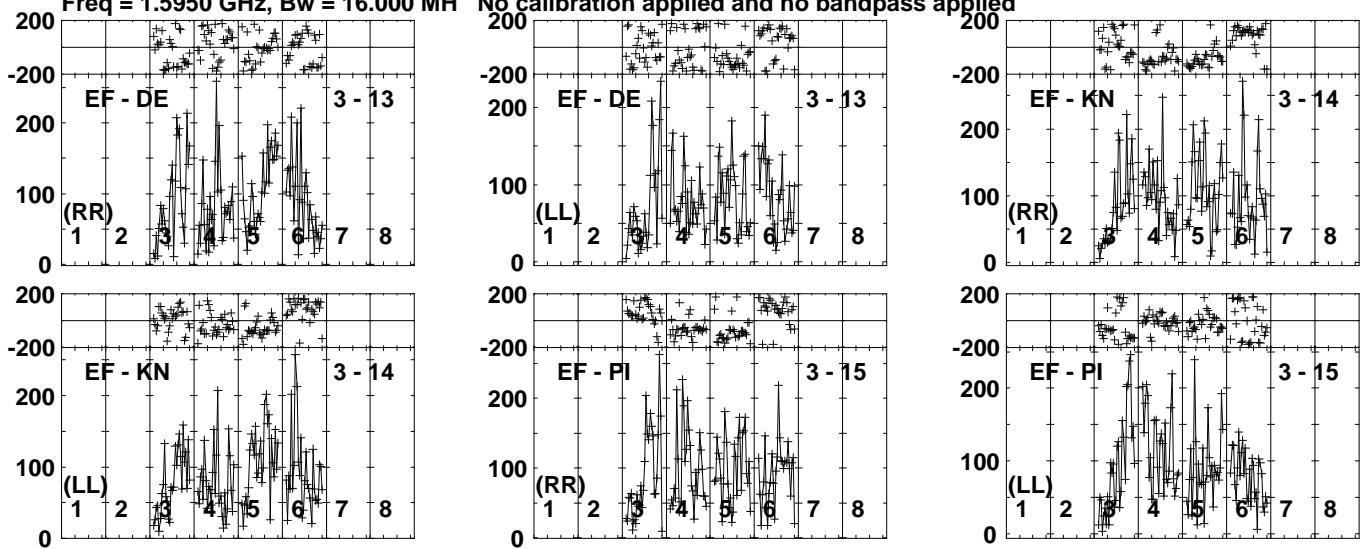 Freq = 1.5950 GHz, Bw = 16.000 MH No calibration applied and no bandpass applied
200
-200
EF - DE 3 - 13
200
100
(RR)
1 2 3 4 5 6 7 8
0
200
-200
EF - DE 3 - 13
200
100
(LL)
1 2 3 4 5 6 7 8
0
200
-200
EF - KN 3 - 14
200
100
(RR)
1 2 3 4 5 6 7 8
0
200
-200
EF - KN 3 - 14
200
100
(LL)
1 2 3 4 5 6 7 8
0
200
-200
EF - PI 3 - 15
200
100
(RR)
1 2 3 4 5 6 7 8
0
200
-200
EF - PI 3 - 15
200
100
(LL)
1 2 3 4 5 6 7 8
0